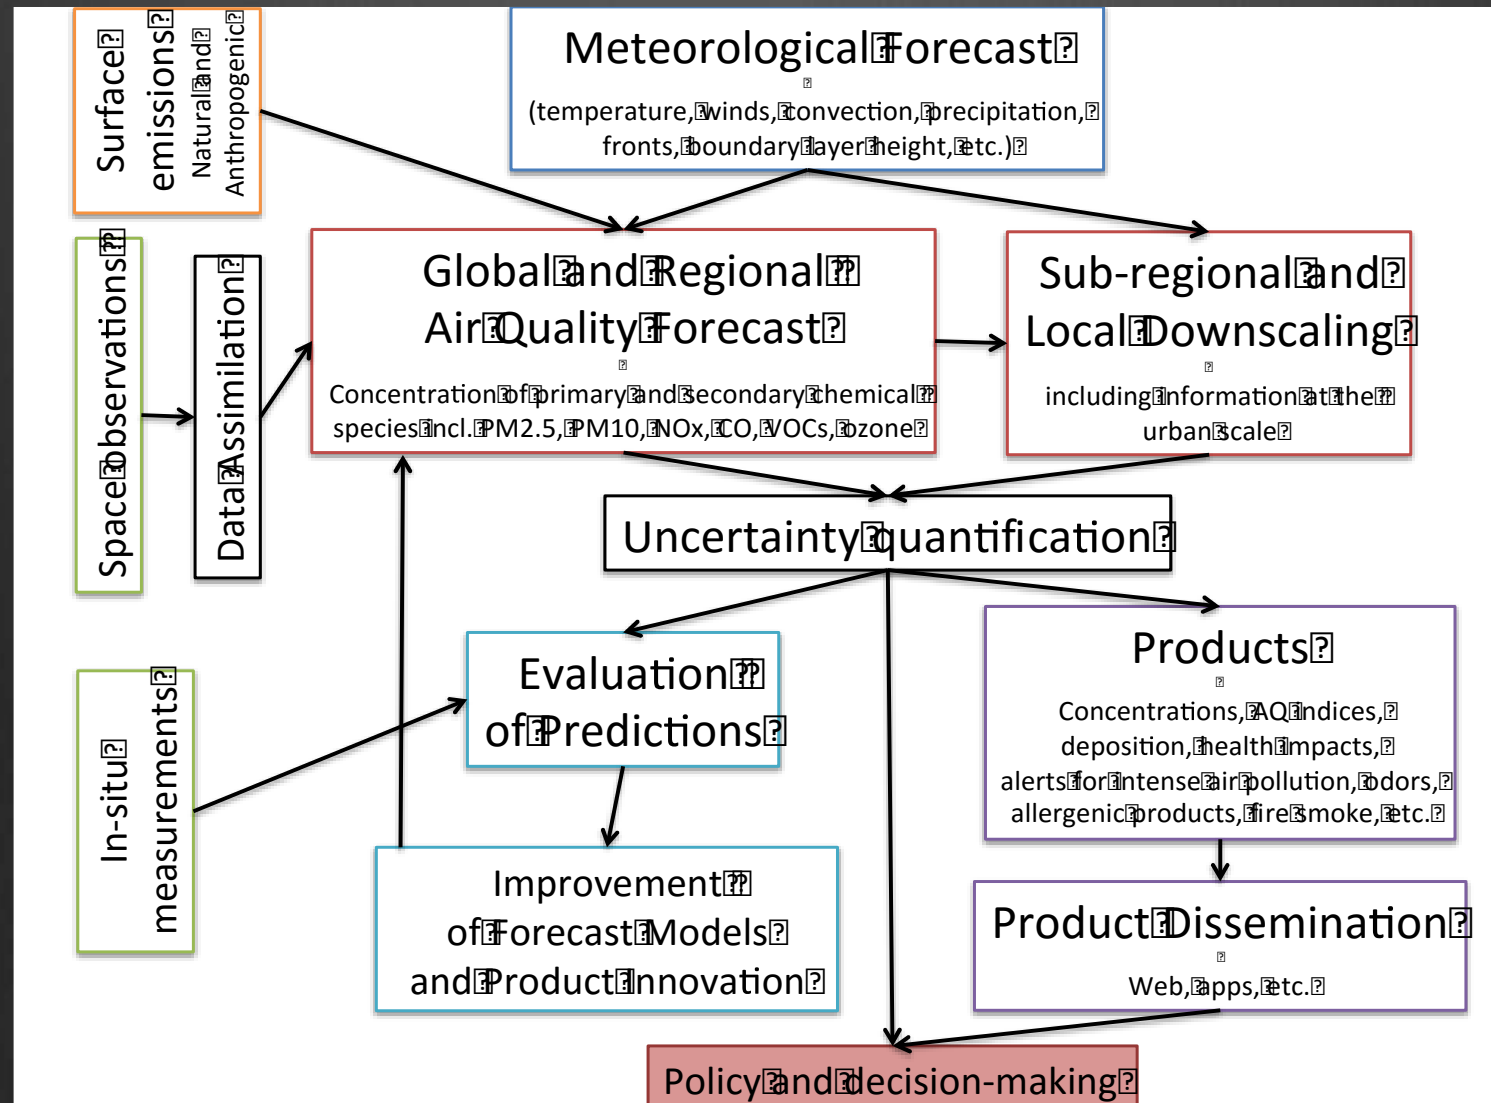 Surface
emissions
Natural and
Anthropogenic
Meteorological Forecast
(temperature, winds, convection, precipitation,
fronts, boundary layer height, etc.)
Space observations
Data Assimilation
Global and Regional
Air Quality Forecast
Concentration of primary and secondary chemical
species incl. PM2.5, PM10, NOx, CO, VOCs, ozone
Sub-regional and
Local Downscaling
including information at the
urban scale
Uncertainty quantification
In-situ
measurements
Evaluation
of Predictions
Products
Concentrations, AQ indices,
deposition, health impacts,
alerts for intense air pollution, odors,
allergenic products, fire smoke, etc.
Improvement
of Forecast Models
and Product Innovation
Product Dissemination
Web, apps, etc.
Policy and decision-making